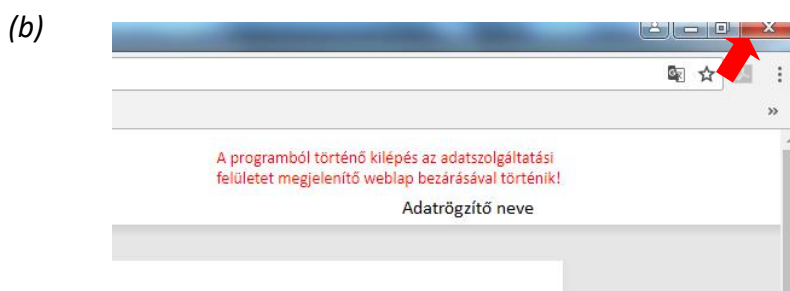 (b)
A programból történő kilépés az adatszolgáltatási
felületet megjelenítő weblap bezárásával történik!
Adatrögzítő neve
»